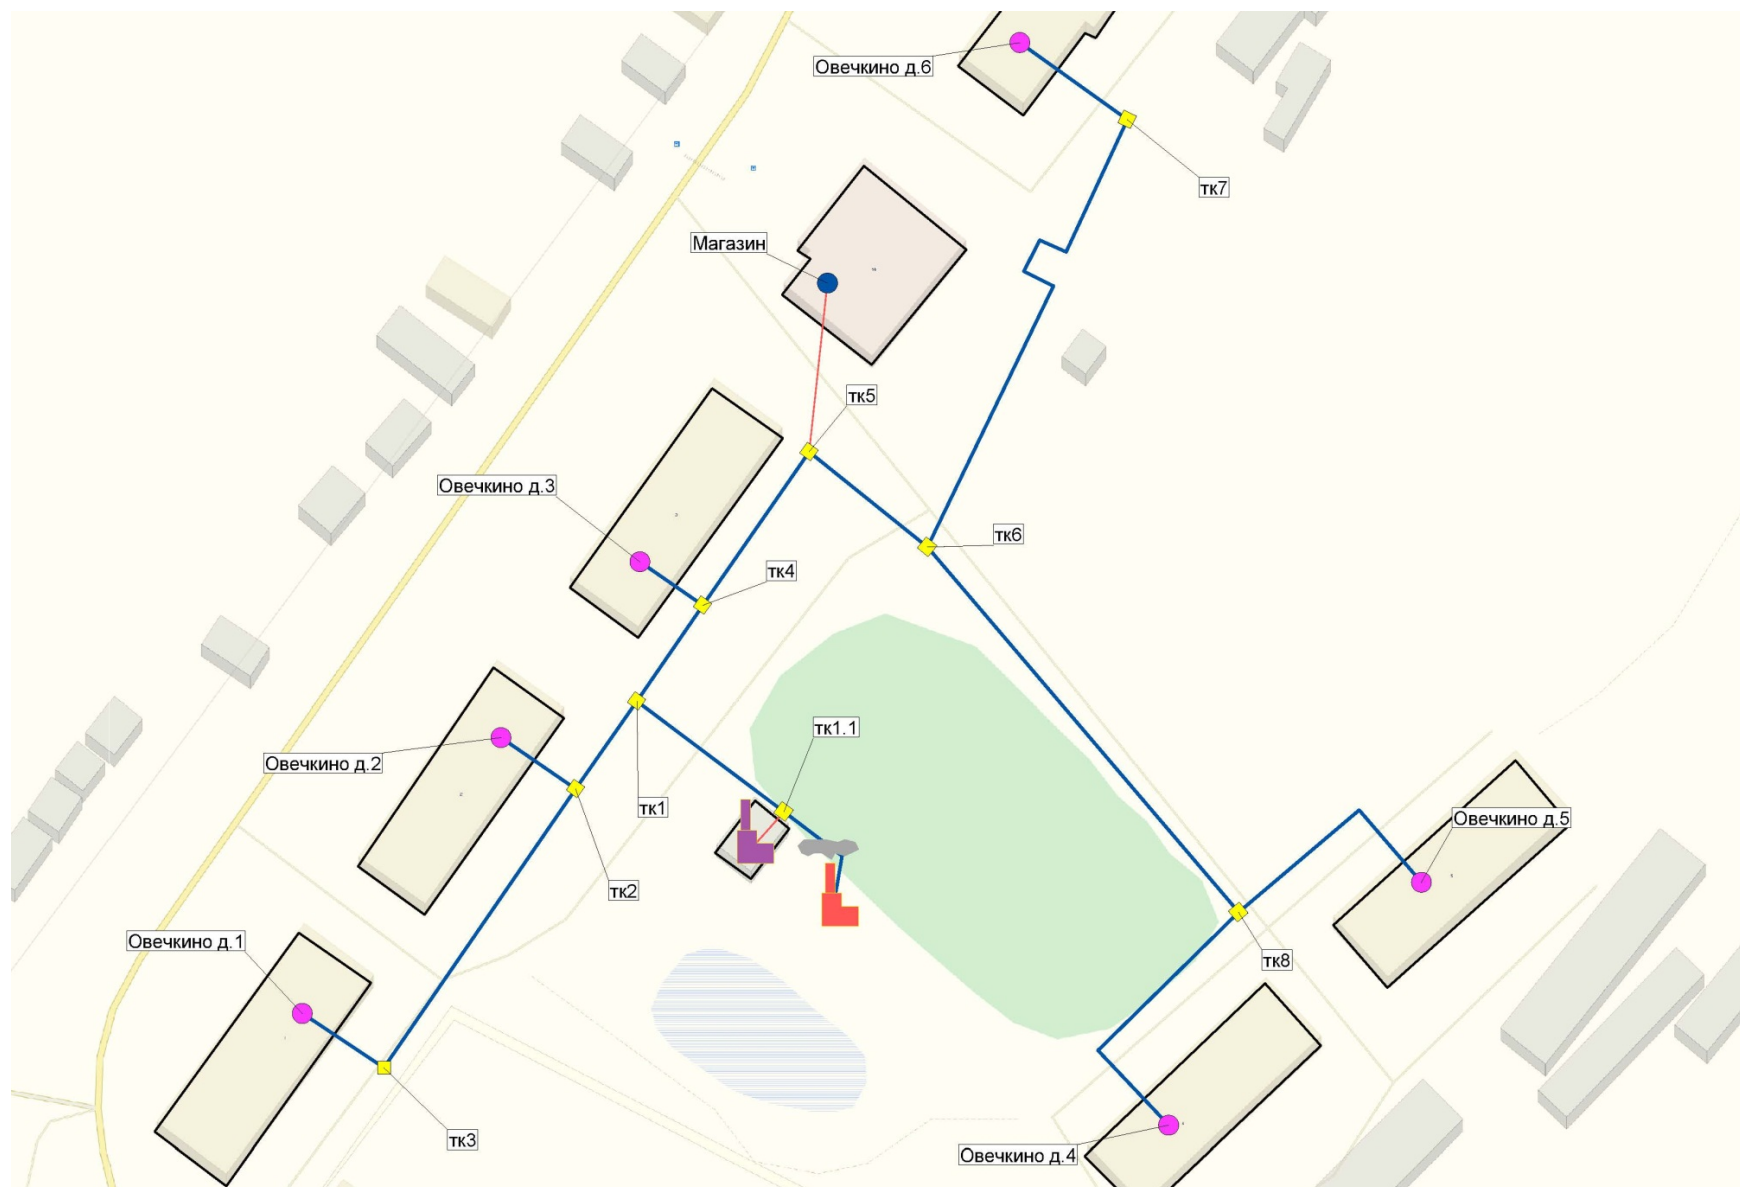 Овечкино д.6
тк7
Магазин
тк5
Овечкино д.3
тк6
тк4
тк1.1
Овечкино д.2
тк1
Овечкино д.5
тк2
Овечкино д.1
тк8
тк3
Овечкино д.4